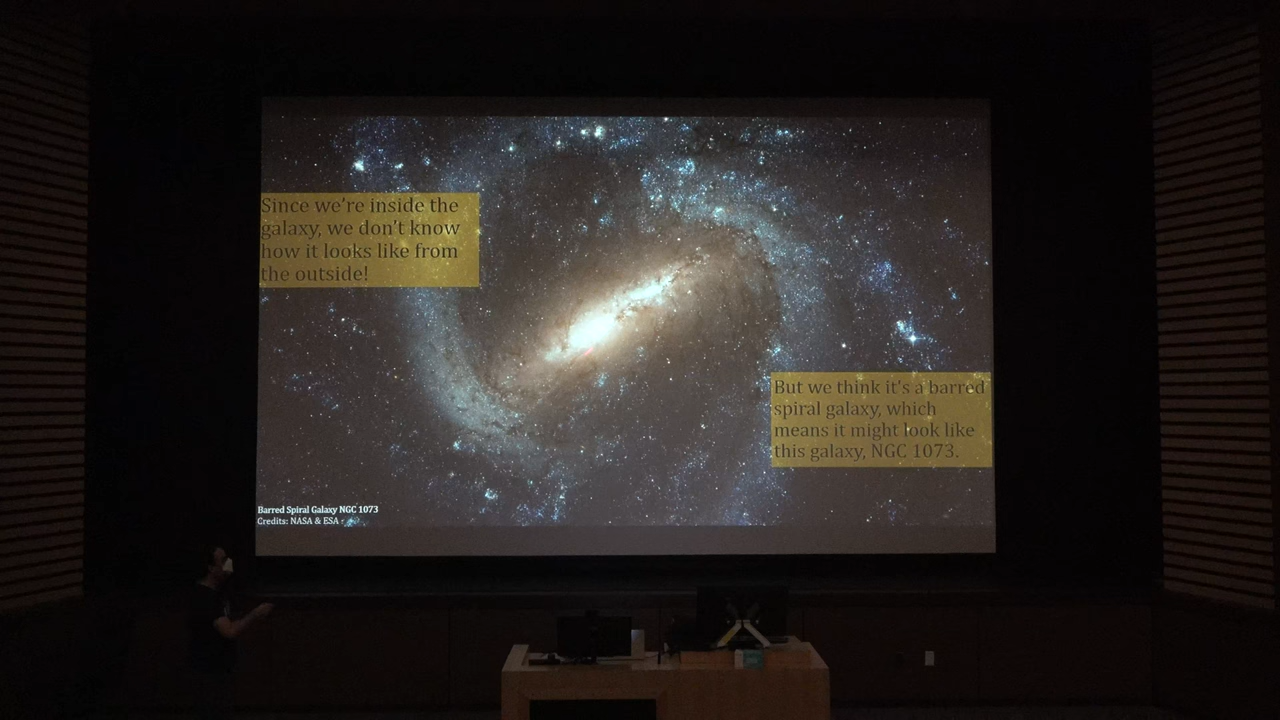 Since we're inside the
galaxy, we don't know
how it looks like from
the outside!
But we think it's a barred
spiral galaxy, which
means it might look like
this galaxy, NGC 1073.
Barred Spiral Galaxy NGC 1073
Credits: NASA & ESA